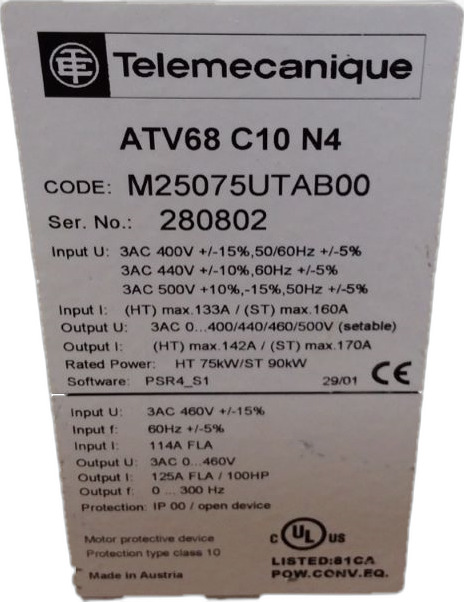 TE Telemecanique
ATV68 C10 N4
CODE: M25075UTAB00
Ser. No.: 280802
Input U: 3AC 400V +/-15%,50/60Hz +/-5%
3AC 440V +/-10%,60Hz +/-5%
3AC 500V +10%,-15%,50Hz +/-5%
Input I: (HT) max.133A / (ST) max.160A
Output U: 3AC 0...400/440/460/500V (setable)
Output I: (HT) max.142A / (ST) max.170A
Rated Power: HT 75kW/ST 90kW
Software: PSR4_S1 29/01 CE
Input U: 3AC 460V +/-15%
Input f: 60Hz +/-5%
Input I: 114A FLA
Output U: 3AC 0...460V
Output I: 125A FLA / 100HP
Output f: 0 ... 300 Hz
Protection: IP 00 / open device
Motor protective device
Protection type class 10
c UL us
LISTED:81CA
Made in Austria POW.CONV.EQ.